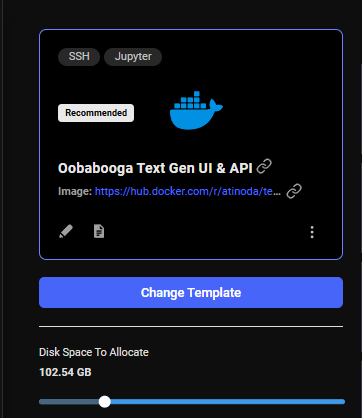 SSH Jupyter
Recommended
Oobabooga Text Gen UI & API
Image: https://hub.docker.com/r/atinoda/te...
Change Template
Disk Space To Allocate
102.54 GB